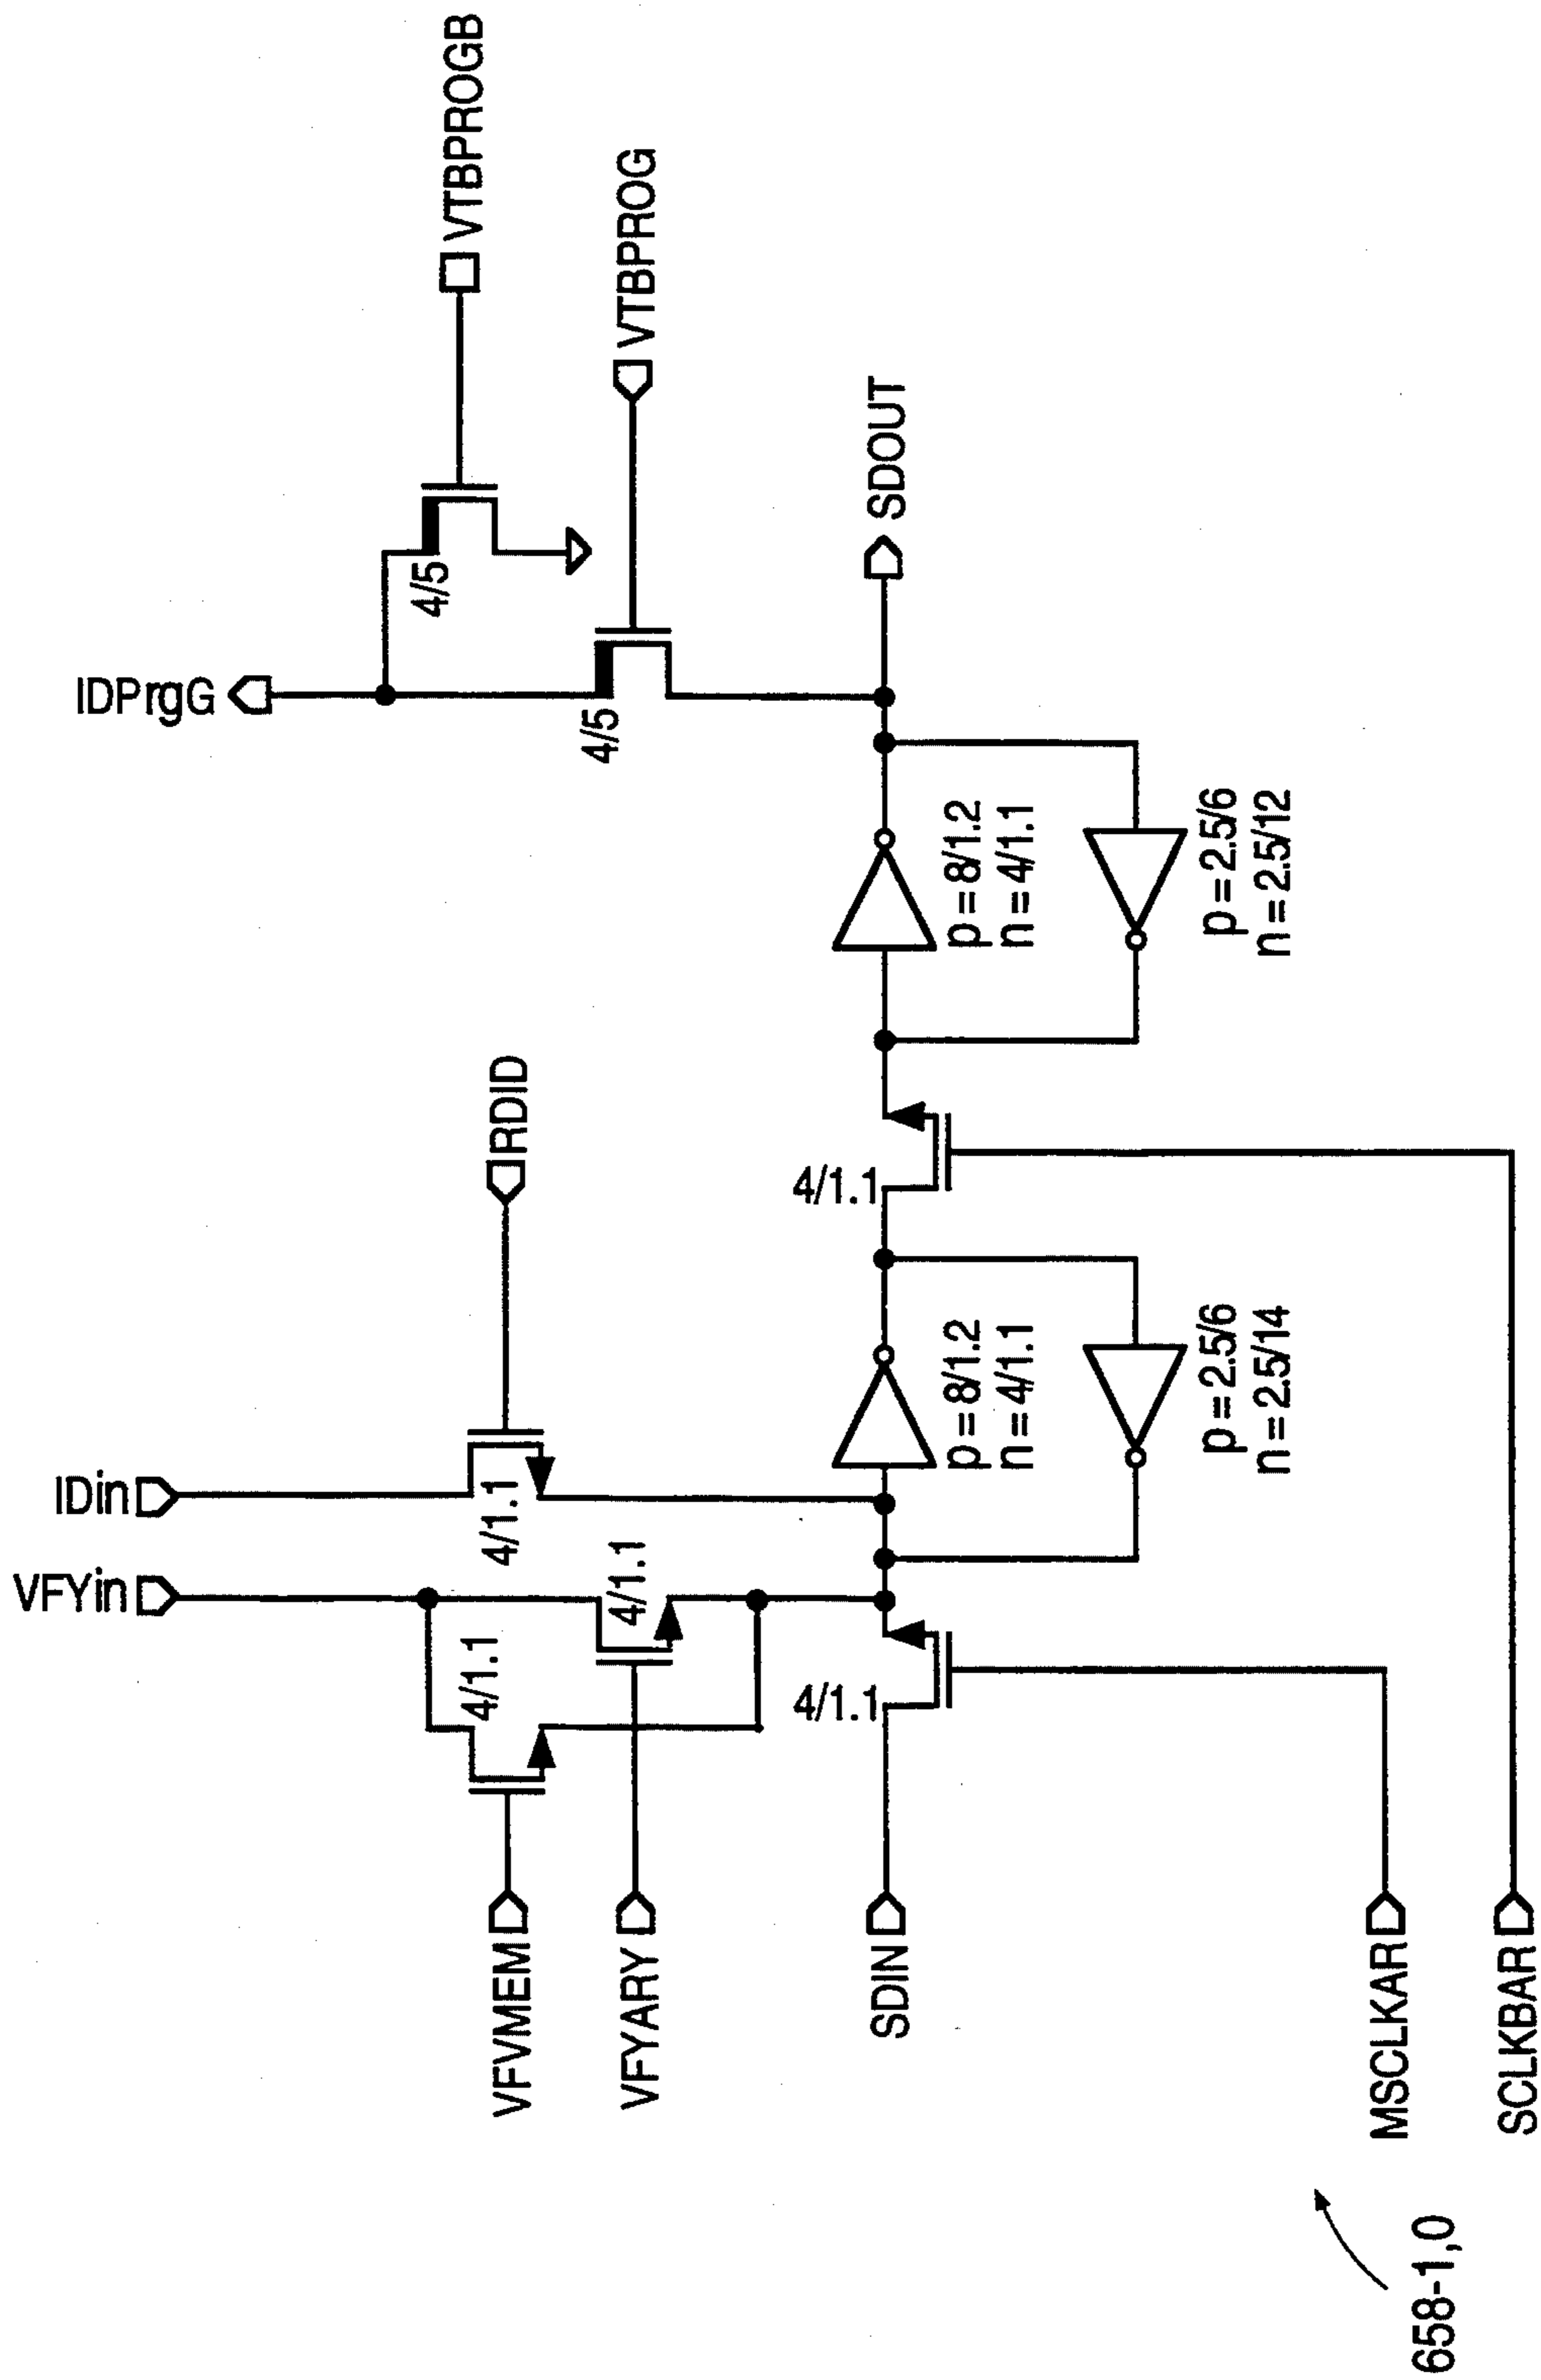 VFYin
IDin
IDPrgG
VFVMEM
4/1.1
4/1.1
RDID
4/5
VTBPROGB
VFYARY
4/1.1
4/5
VTBPROG
SDIN
4/1.1
4/1.1
SDOUT
p=8/1.2
n=4/1.1
p=8/1.2
n=4/1.1
p=2.5/6
n=2.5/14
p=2.5/6
n=2.5/12
MSCLKAR
SCLKBAR
658-1,0